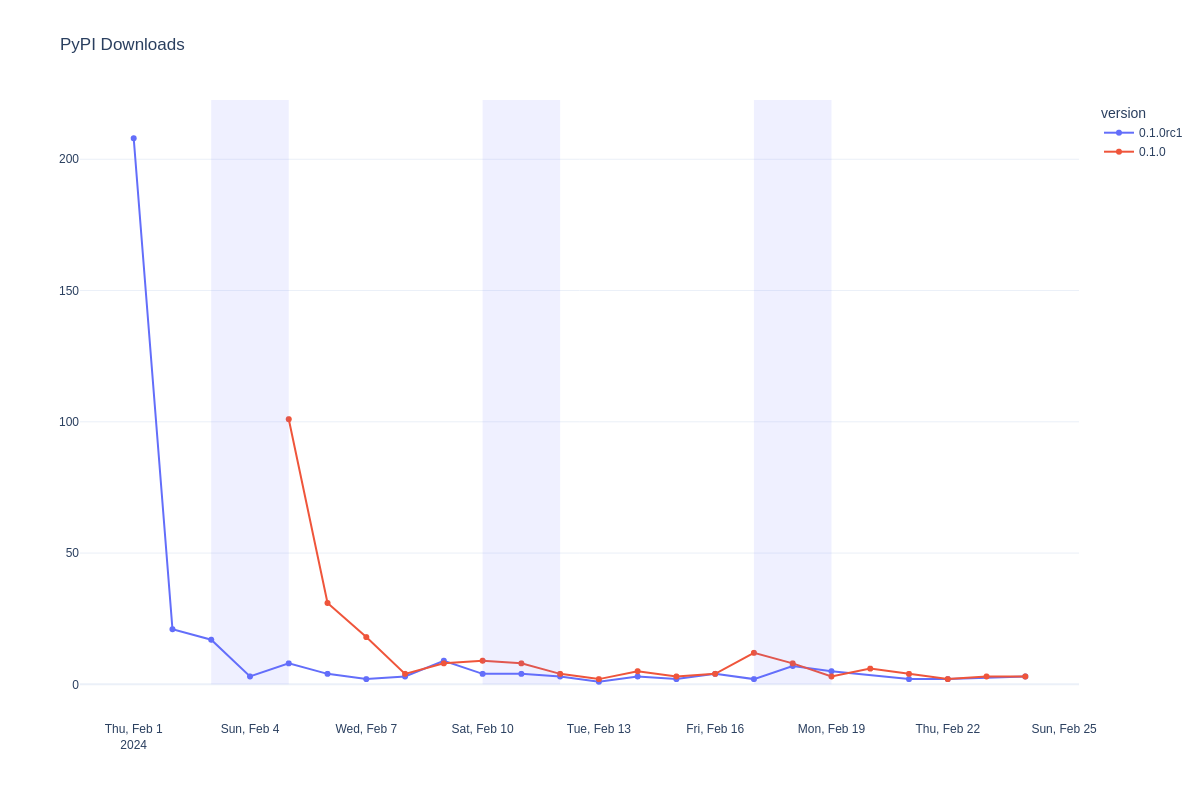 PyPI Downloads
version
0.1.0rc1
0.1.0
200
150
100
50
0
Thu, Feb 1
2024
Sun, Feb 4
Wed, Feb 7
Sat, Feb 10
Tue, Feb 13
Fri, Feb 16
Mon, Feb 19
Thu, Feb 22
Sun, Feb 25